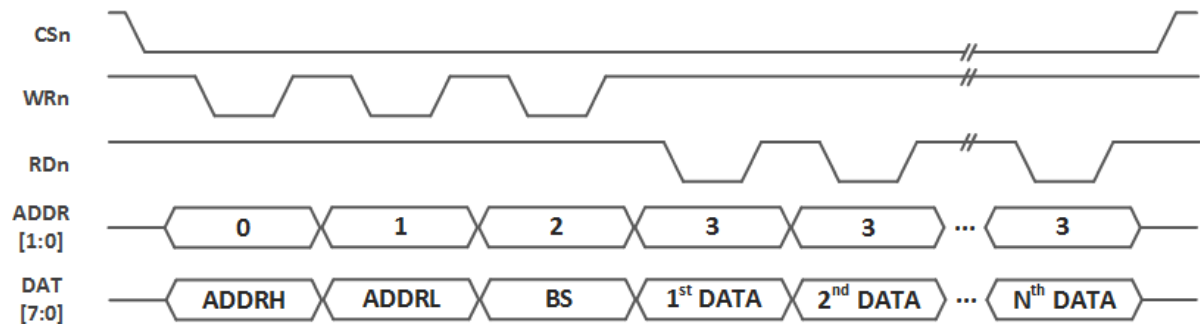 CSn
WRn
RDn
ADDR
[1:0]
0 1 2 3 3 ... 3
DAT
[7:0]
ADDRH ADDRL BS 1st DATA 2nd DATA ... Nth DATA